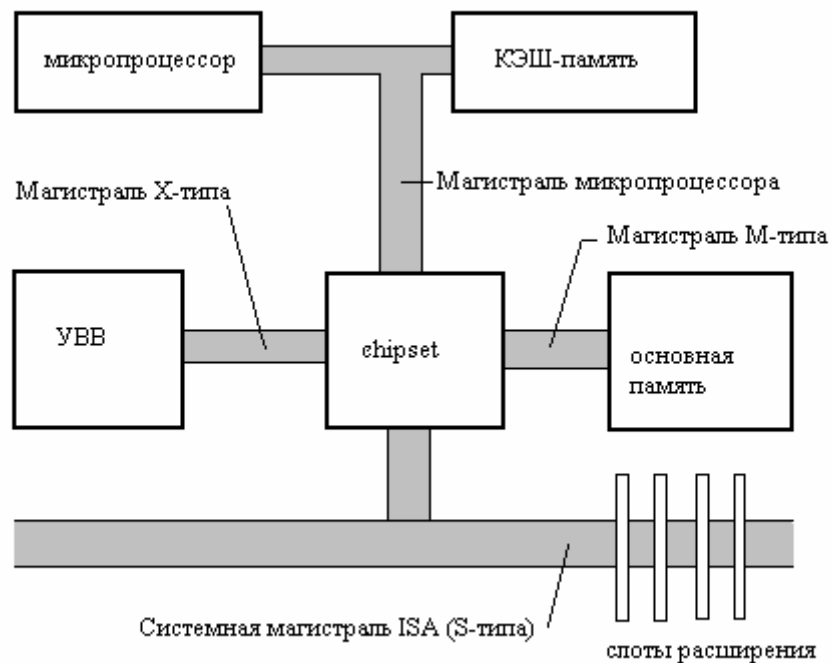 микропроцессор
КЭШ-память
Магистраль микропроцессора
Магистраль Х-типа
Магистраль М-типа
УВВ
chipset
основная
память
Системная магистраль ISA (S-типа)
слоты расширения